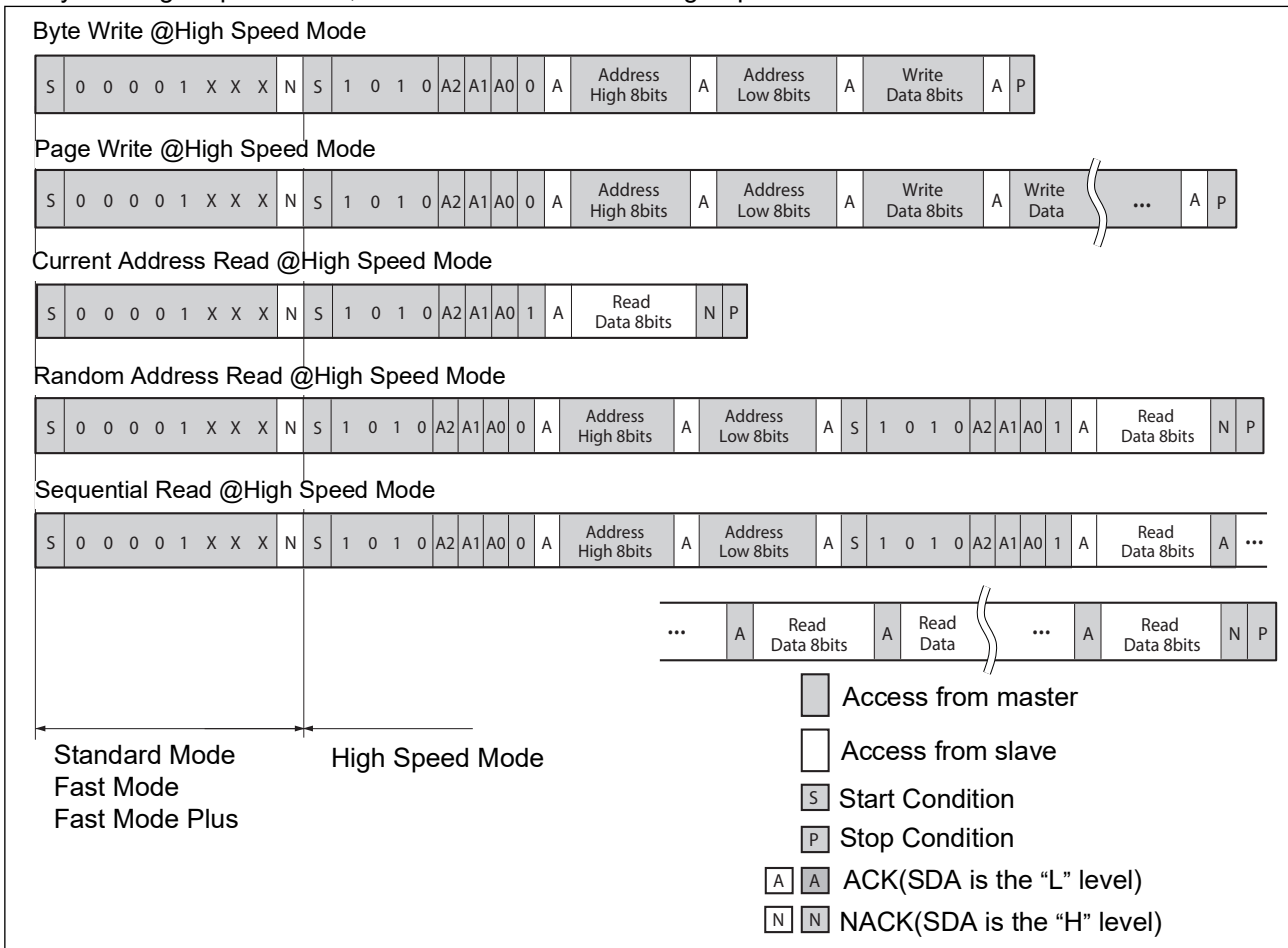 Byte Write @High Speed Mode
S 0 0 0 0 1 X X X N S 1 0 1 0 A2 A1 A0 0 A Address High 8bits A Address Low 8bits A Write Data 8bits A P
Page Write @High Speed Mode
S 0 0 0 0 1 X X X N S 1 0 1 0 A2 A1 A0 0 A Address High 8bits A Address Low 8bits A Write Data 8bits A Write Data ... A P
Current Address Read @High Speed Mode
S 0 0 0 0 1 X X X N S 1 0 1 0 A2 A1 A0 1 A Read Data 8bits N P
Random Address Read @High Speed Mode
S 0 0 0 0 1 X X X N S 1 0 1 0 A2 A1 A0 0 A Address High 8bits A Address Low 8bits A S 1 0 1 0 A2 A1 A0 1 A Read Data 8bits N P
Sequential Read @High Speed Mode
S 0 0 0 0 1 X X X N S 1 0 1 0 A2 A1 A0 0 A Address High 8bits A Address Low 8bits A S 1 0 1 0 A2 A1 A0 1 A Read Data 8bits A ...
... A Read Data 8bits A Read Data ... A Read Data 8bits N P
Standard Mode
Fast Mode
Fast Mode Plus
High Speed Mode
Access from master
Access from slave
S Start Condition
P Stop Condition
A A ACK(SDA is the “L” level)
N N NACK(SDA is the “H” level)